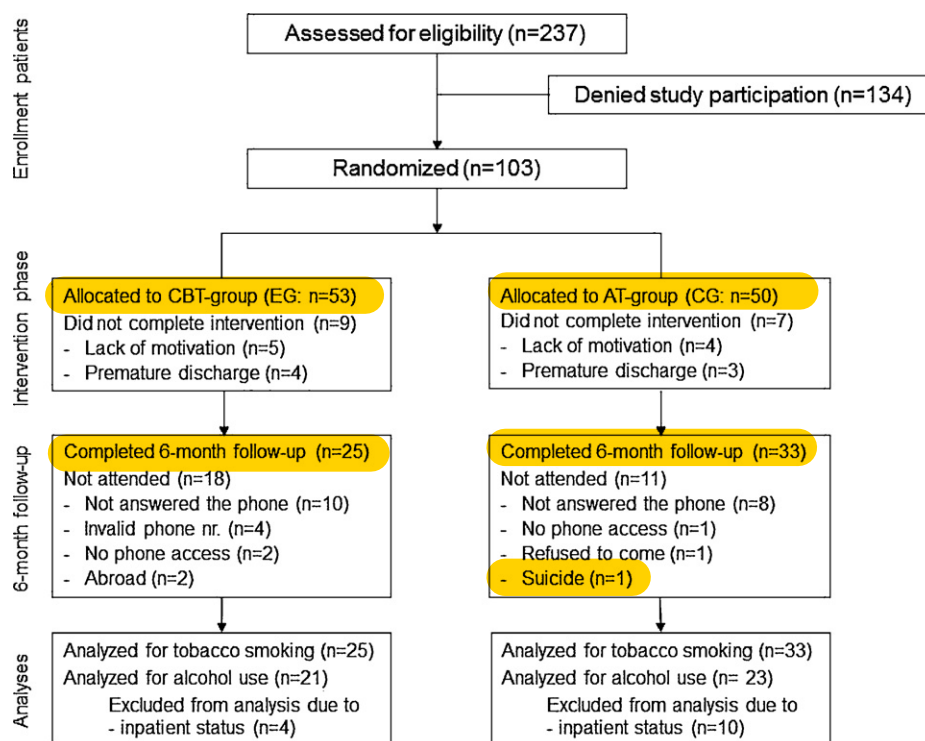 Enrollment patients
Assessed for eligibility (n=237)
Denied study participation (n=134)
Randomized (n=103)
Intervention phase
Allocated to CBT-group (EG: n=53)
Did not complete intervention (n=9)
- Lack of motivation (n=5)
- Premature discharge (n=4)
Allocated to AT-group (CG: n=50)
Did not complete intervention (n=7)
- Lack of motivation (n=4)
- Premature discharge (n=3)
6-month follow-up
Completed 6-month follow-up (n=25)
Not attended (n=18)
- Not answered the phone (n=10)
- Invalid phone nr. (n=4)
- No phone access (n=2)
- Abroad (n=2)
Completed 6-month follow-up (n=33)
Not attended (n=11)
- Not answered the phone (n=8)
- No phone access (n=1)
- Refused to come (n=1)
- Suicide (n=1)
Analyses
Analyzed for tobacco smoking (n=25)
Analyzed for alcohol use (n=21)
Excluded from analysis due to
- inpatient status (n=4)
Analyzed for tobacco smoking (n=33)
Analyzed for alcohol use (n= 23)
Excluded from analysis due to
- inpatient status (n=10)